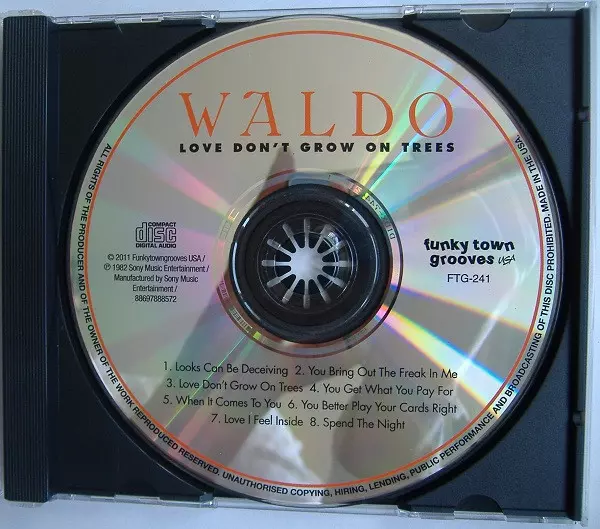 WALDO
LOVE DON'T GROW ON TREES
COMPACT
disc
DIGITAL AUDIO
© 2011 Funkytowngrooves USA /
℗ 1982 Sony Music Entertainment /
Manufactured by Sony Music
Entertainment /
88697888572
funky town
grooves USA
FTG-241
1. Looks Can Be Deceiving 2. You Bring Out The Freak In Me
3. Love Don't Grow On Trees 4. You Get What You Pay For
5. When It Comes To You 6. You Better Play Your Cards Right
7. Love I Feel Inside 8. Spend The Night
ALL RIGHTS OF THE PRODUCER AND OF THE OWNER OF THE WORK REPRODUCED RESERVED. UNAUTHORISED COPYING, HIRING, LENDING, PUBLIC PERFORMANCE AND BROADCASTING OF THIS DISC PROHIBITED. MADE IN THE USA.